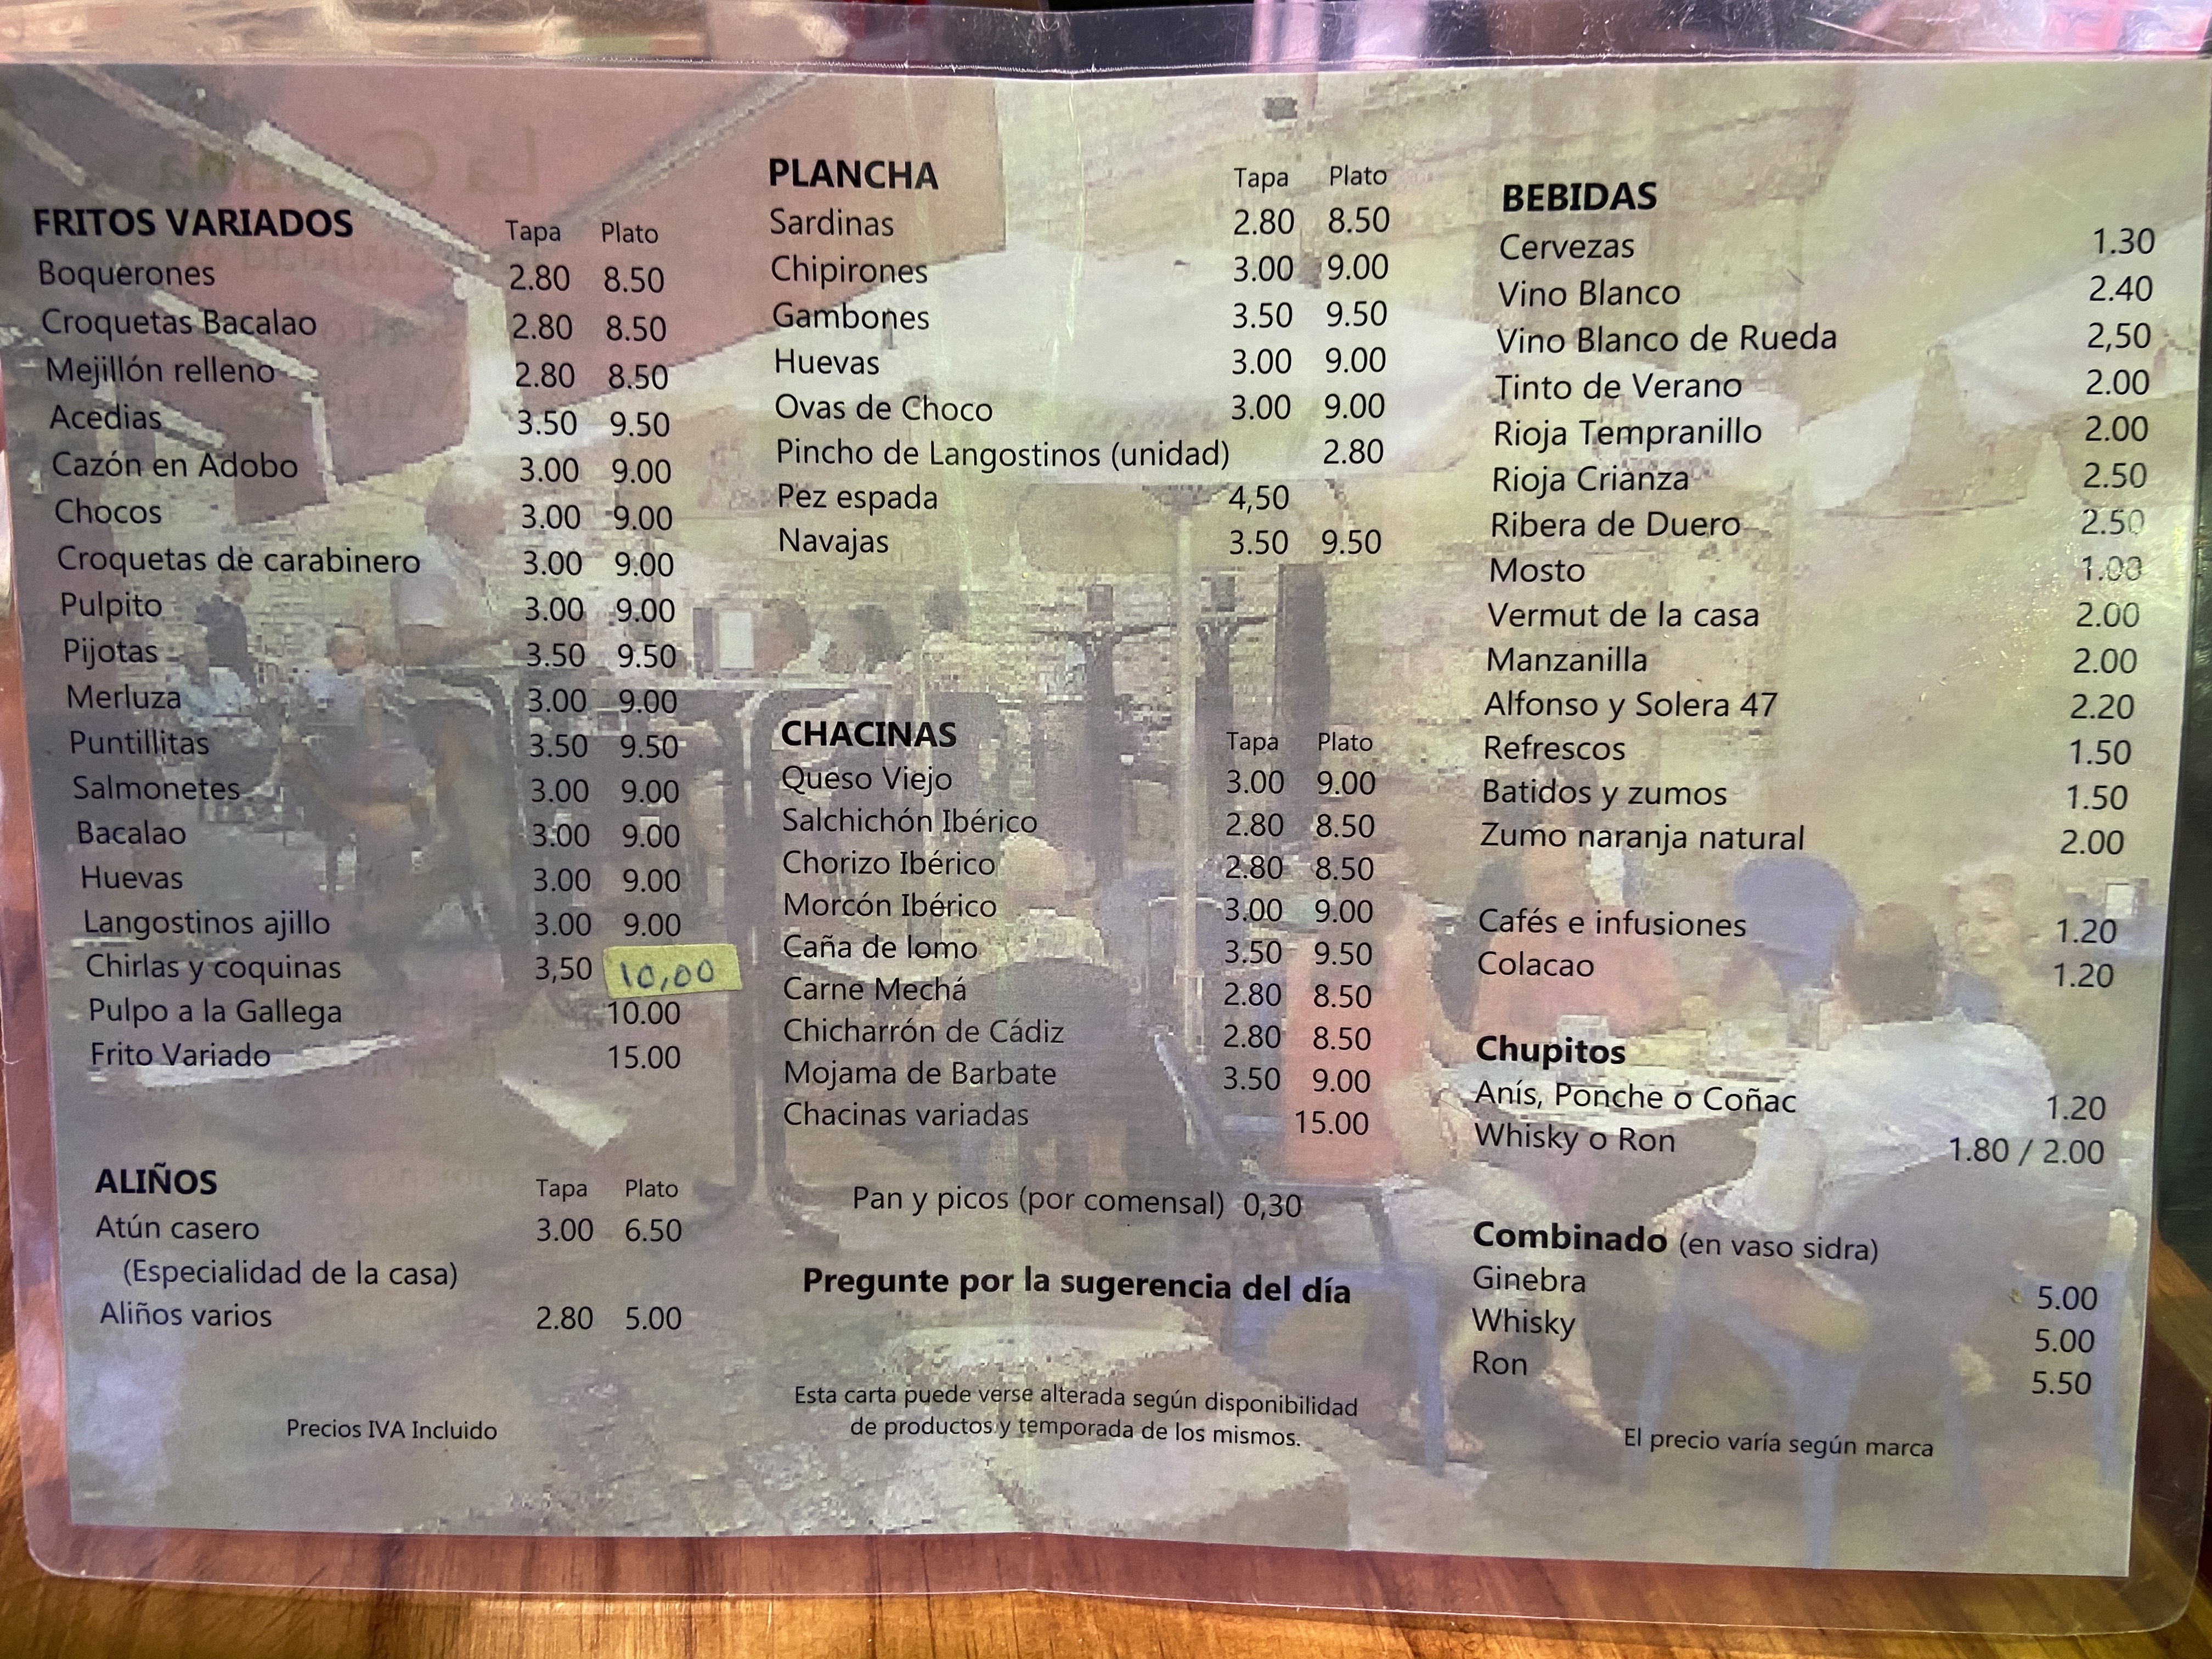 FRITOS VARIADOS Tapa Plato
Boquerones 2.80 8.50
Croquetas Bacalao 2.80 8.50
Mejillón relleno 2.80 8.50
Acedias 3.50 9.50
Cazón en Adobo 3.00 9.00
Chocos 3.00 9.00
Croquetas de carabinero 3.00 9.00
Pulpito 3.00 9.00
Pijotas 3.50 9.50
Merluza 3.00 9.00
Puntillitas 3.50 9.50
Salmonetes 3.00 9.00
Bacalao 3.00 9.00
Huevas 3.00 9.00
Langostinos ajillo 3.00 9.00
Chirlas y coquinas 3,50 10,00
Pulpo a la Gallega 10.00
Frito Variado 15.00
ALIÑOS Tapa Plato
Atún casero 3.00 6.50
(Especialidad de la casa)
Aliños varios 2.80 5.00
Precios IVA Incluido
PLANCHA Tapa Plato
Sardinas 2.80 8.50
Chipirones 3.00 9.00
Gambones 3.50 9.50
Huevas 3.00 9.00
Ovas de Choco 3.00 9.00
Pincho de Langostinos (unidad) 2.80
Pez espada 4,50
Navajas 3.50 9.50
CHACINAS Tapa Plato
Queso Viejo 3.00 9.00
Salchichón Ibérico 2.80 8.50
Chorizo Ibérico 2.80 8.50
Morcón Ibérico 3.00 9.00
Caña de lomo 3.50 9.50
Carne Mechá 2.80 8.50
Chicharrón de Cádiz 2.80 8.50
Mojama de Barbate 3.50 9.00
Chacinas variadas 15.00
Pan y picos (por comensal) 0,30
Pregunte por la sugerencia del día
Esta carta puede verse alterada según disponibilidad
de productos y temporada de los mismos.
BEBIDAS
Cervezas 1.30
Vino Blanco 2.40
Vino Blanco de Rueda 2,50
Tinto de Verano 2.00
Rioja Tempranillo 2.00
Rioja Crianza 2.50
Ribera de Duero 2.50
Mosto 1.00
Vermut de la casa 2.00
Manzanilla 2.00
Alfonso y Solera 47 2.20
Refrescos 1.50
Batidos y zumos 1.50
Zumo naranja natural 2.00
Cafés e infusiones 1.20
Colacao 1.20
Chupitos
Anís, Ponche o Coñac 1.20
Whisky o Ron 1.80 / 2.00
Combinado (en vaso sidra)
Ginebra 5.00
Whisky 5.00
Ron 5.50
El precio varía según marca